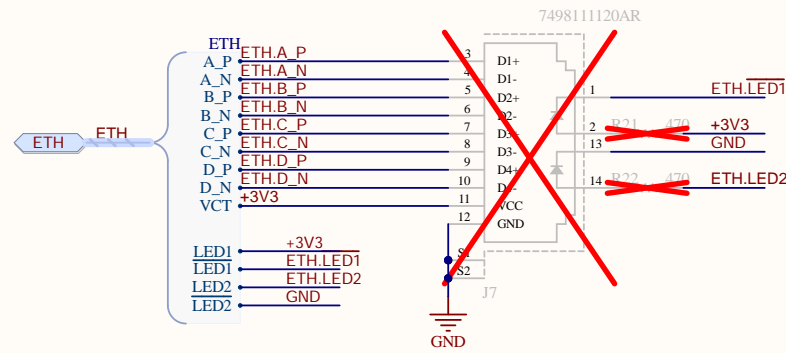 7498111120AR
ETH
A_P ETH.A_P 3 D1+
A_N ETH.A_N 4 D1-
B_P ETH.B_P 5 D2+ 1 ETH.LED1
B_N ETH.B_N 6 D2-
C_P ETH.C_P 7 D3+ 2 R21 470 +3V3
ETH ETH
C_N ETH.C_N 8 D3- 13 GND
D_P ETH.D_P 9 D4+
D_N ETH.D_N 10 D4- 14 R22 470 ETH.LED2
VCT +3V3 11 VCC
12 GND
LED1 +3V3 S1
LED1 ETH.LED1 S2
LED2 ETH.LED2 J7
LED2 GND
GND